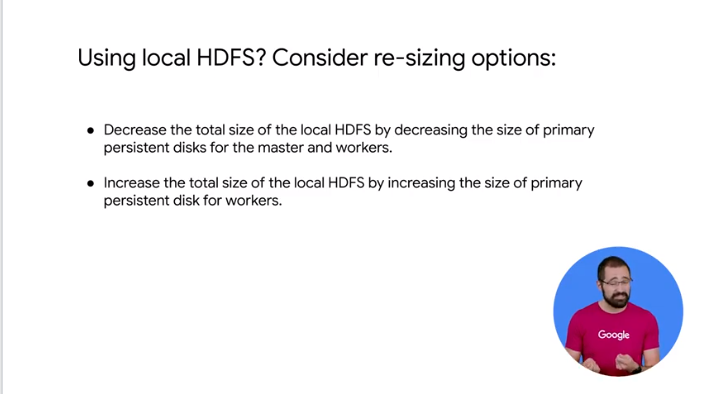 Using local HDFS? Consider re-sizing options:
● Decrease the total size of the local HDFS by decreasing the size of primary
persistent disks for the master and workers.
● Increase the total size of the local HDFS by increasing the size of primary
persistent disk for workers.
Google